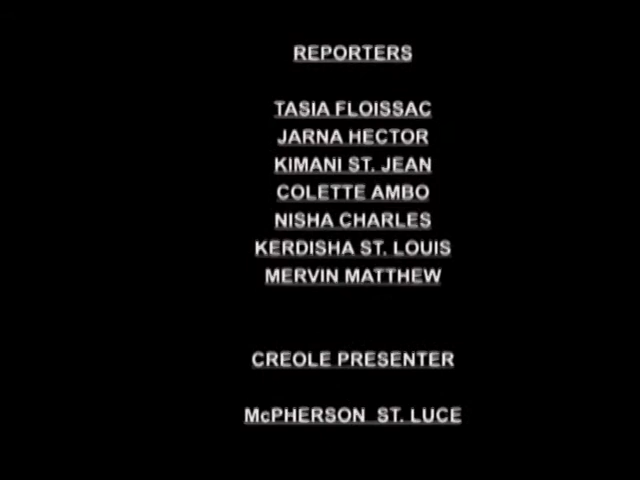 REPORTERS
TASIA FLOISSAC
JARNA HECTOR
KIMANI ST. JEAN
COLETTE AMBO
NISHA CHARLES
KERDISHA ST. LOUIS
MERVIN MATTHEW
CREOLE PRESENTER
McPHERSON ST. LUCE